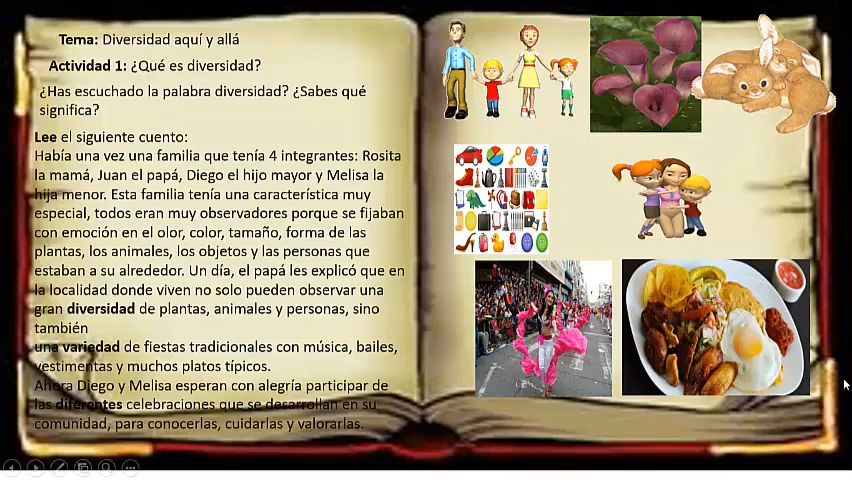 Tema: Diversidad aquí y allá
Actividad 1: ¿Qué es diversidad?
¿Has escuchado la palabra diversidad? ¿Sabes qué
significa?
Lee el siguiente cuento:
Había una vez una familia que tenía 4 integrantes: Rosita
la mamá, Juan el papá, Diego el hijo mayor y Melisa la
hija menor. Esta familia tenía una característica muy
especial, todos eran muy observadores porque se fijaban
con emoción en el olor, color, tamaño, forma de las
plantas, los animales, los objetos y las personas que
estaban a su alrededor. Un día, el papá les explicó que en
la localidad donde viven no solo pueden observar una
gran diversidad de plantas, animales y personas, sino
también
una variedad de fiestas tradicionales con música, bailes,
vestimentas y muchos platos típicos.
Ahora Diego y Melisa esperan con alegría participar de
las diferentes celebraciones que se desarrollan en su
comunidad, para conocerlas, cuidarlas y valorarlas.